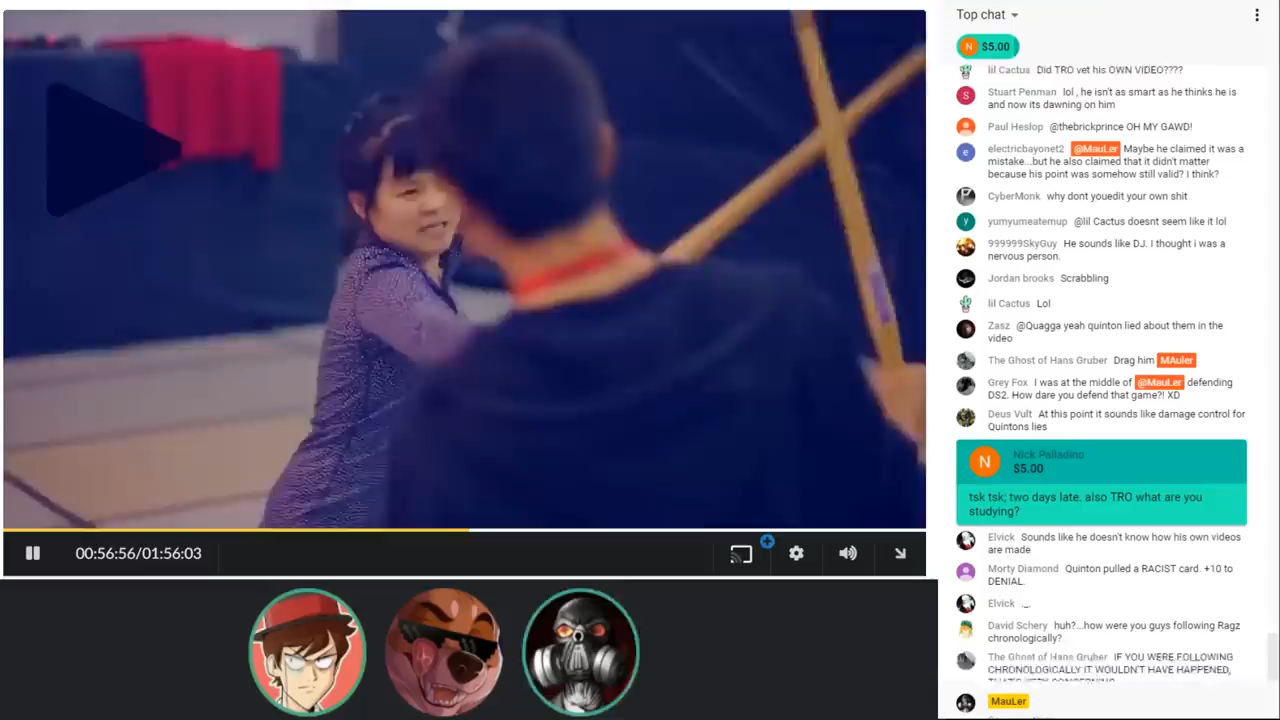 Top chat
N $5.00
lil Cactus Did TRO vet his OWN VIDEO????
S Stuart Penman lol , he isn't as smart as he thinks he is
and now its dawning on him
Paul Heslop @thebrickprince OH MY GAWD!
e electricbayonet2 @MauLer Maybe he claimed it was a
mistake...but he also claimed that it didn't matter
because his point was somehow still valid? I think?
CyberMonk why dont youedit your own shit
y yumyumeatemup @lil Cactus doesnt seem like it lol
999999SkyGuy He sounds like DJ. I thought i was a
nervous person.
Jordan brooks Scrabbling
lil Cactus Lol
Zasz @Quagga yeah quinton lied about them in the
video
The Ghost of Hans Gruber Drag him MAuler
Grey Fox I was at the middle of @MauLer defending
DS2. How dare you defend that game?! XD
Deus Vult At this point it sounds like damage control for
Quintons lies
N Nick Palladino
$5.00
tsk tsk; two days late. also TRO what are you
studying?
Elvick Sounds like he doesn't know how his own videos
are made
Morty Diamond Quinton pulled a RACIST card. +10 to
DENIAL.
Elvick ._.
David Schery huh?...how were you guys following Ragz
chronologically?
The Ghost of Hans Gruber IF YOU WERE FOLLOWING
CHRONOLOGICALLY IT WOULDN'T HAVE HAPPENED,
MauLer
00:56:56/01:56:03